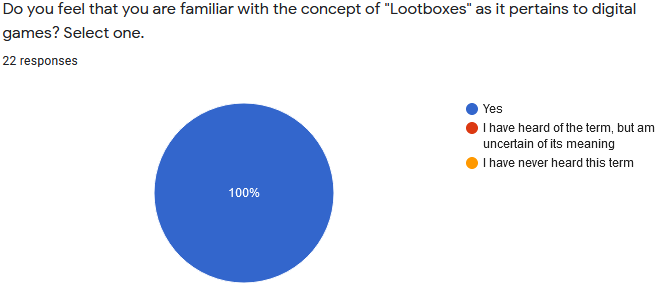 Do you feel that you are familiar with the concept of "Lootboxes" as it pertains to digital
games? Select one.
22 responses
100%
Yes
I have heard of the term, but am
uncertain of its meaning
I have never heard this term